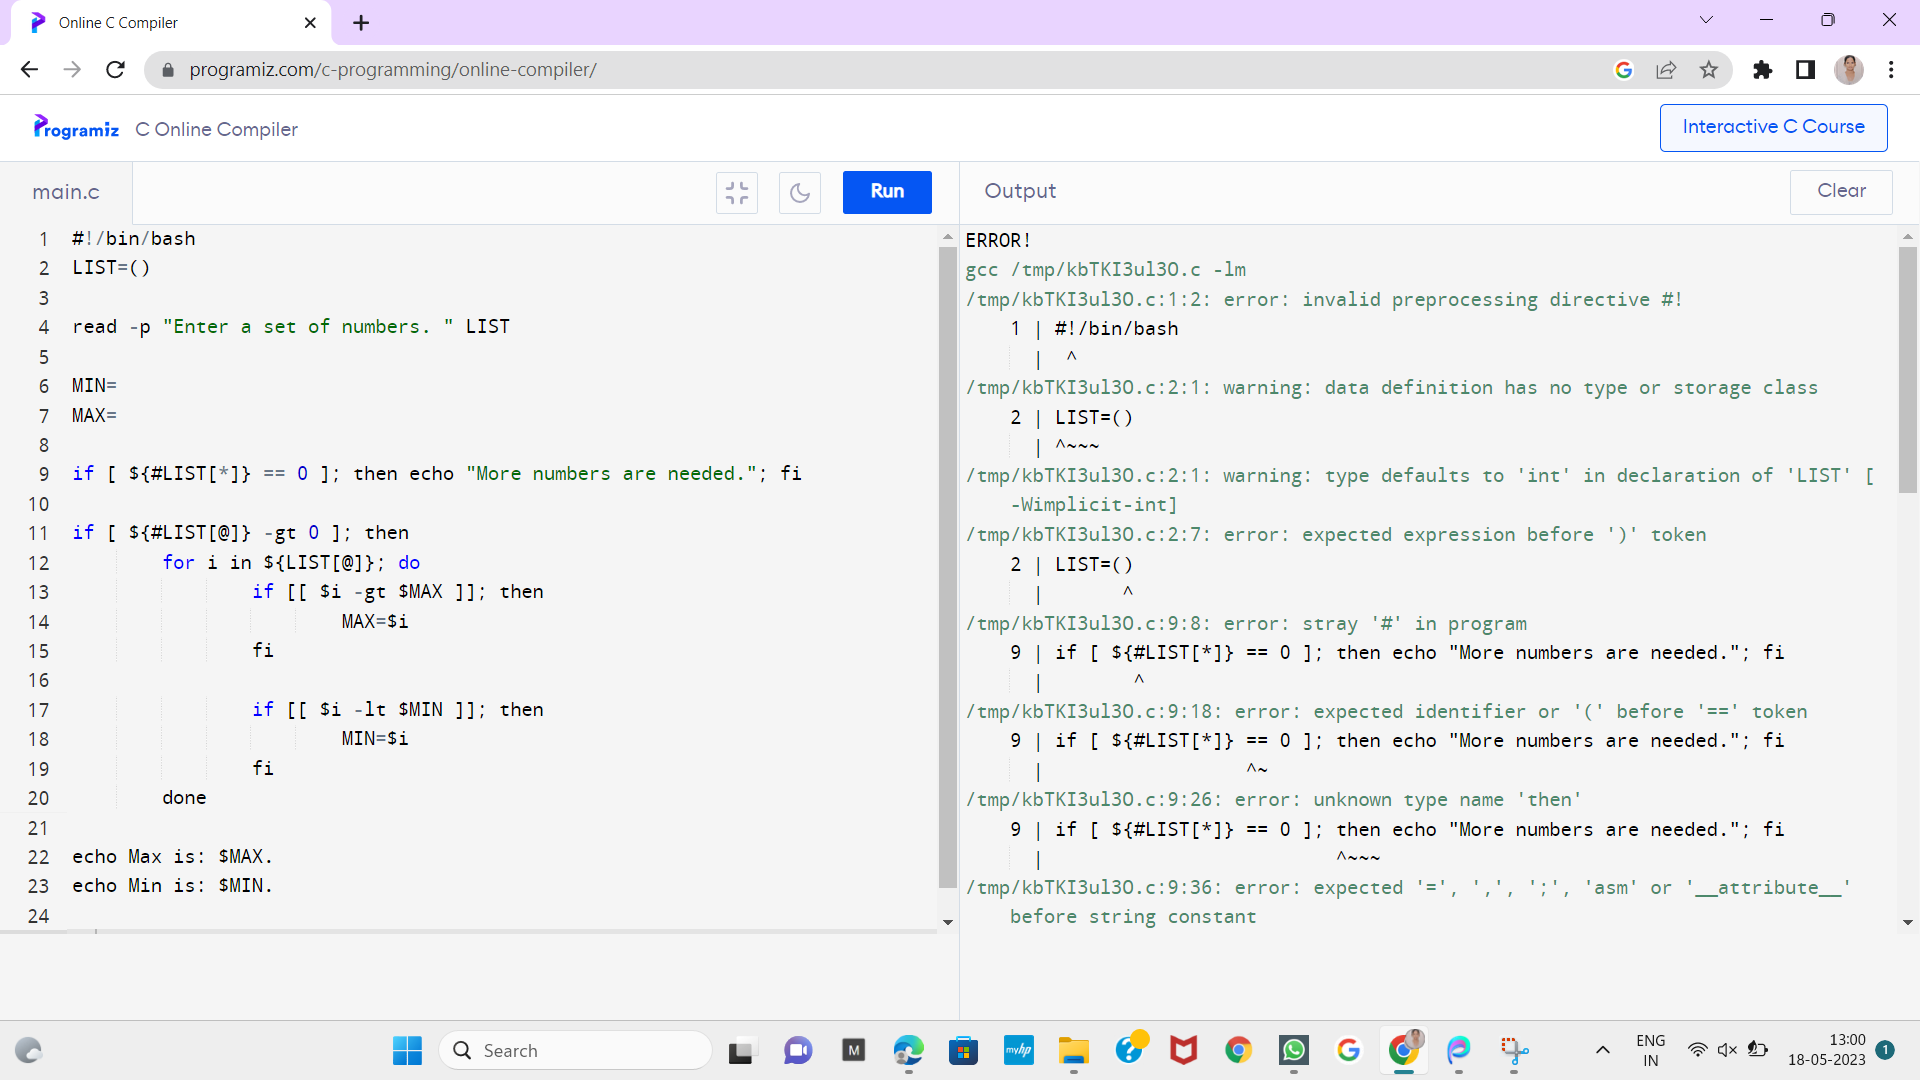 Online C Compiler
programiz.com/c-programming/online-compiler/
Programiz C Online Compiler
Interactive C Course
main.c
Run
Output
Clear
1 #!/bin/bash
2 LIST=()
3
4 read -p "Enter a set of numbers. " LIST
5
6 MIN=
7 MAX=
8
9 if [ ${#LIST[*]} == 0 ]; then echo "More numbers are needed."; fi
10
11 if [ ${#LIST[@]} -gt 0 ]; then
12 for i in ${LIST[@]}; do
13 if [[ $i -gt $MAX ]]; then
14 MAX=$i
15 fi
16
17 if [[ $i -lt $MIN ]]; then
18 MIN=$i
19 fi
20 done
21
22 echo Max is: $MAX.
23 echo Min is: $MIN.
24
ERROR!
gcc /tmp/kbTKI3ul3O.c -lm
/tmp/kbTKI3ul3O.c:1:2: error: invalid preprocessing directive #!
1 | #!/bin/bash
| ^
/tmp/kbTKI3ul3O.c:2:1: warning: data definition has no type or storage class
2 | LIST=()
| ^~~~
/tmp/kbTKI3ul3O.c:2:1: warning: type defaults to 'int' in declaration of 'LIST' [
-Wimplicit-int]
/tmp/kbTKI3ul3O.c:2:7: error: expected expression before ')' token
2 | LIST=()
| ^
/tmp/kbTKI3ul3O.c:9:8: error: stray '#' in program
9 | if [ ${#LIST[*]} == 0 ]; then echo "More numbers are needed."; fi
| ^
/tmp/kbTKI3ul3O.c:9:18: error: expected identifier or '(' before '==' token
9 | if [ ${#LIST[*]} == 0 ]; then echo "More numbers are needed."; fi
| ^~
/tmp/kbTKI3ul3O.c:9:26: error: unknown type name 'then'
9 | if [ ${#LIST[*]} == 0 ]; then echo "More numbers are needed."; fi
| ^~~~
/tmp/kbTKI3ul3O.c:9:36: error: expected '=', ',', ';', 'asm' or '__attribute__'
before string constant
Search
M
myhp
ENG
IN
13:00
18-05-2023
1